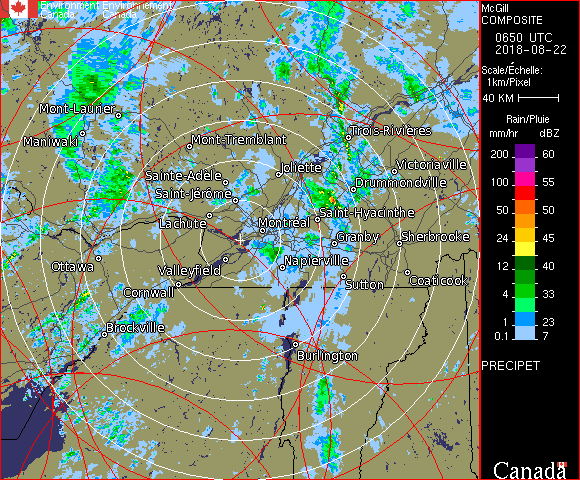 Environment Environnement
Canada Canada
Mont-Laurier
Maniwaki
Mont-Tremblant
Trois-Rivières
Sainte-Adèle
Joliette
Victoriaville
Saint-Jérôme
Drummondville
Lachute
Montréal
Saint-Hyacinthe
Granby
Sherbrooke
Ottawa
Valleyfield
Napierville
Cornwall
Sutton
Coaticook
Brockville
Burlington
McGill
COMPOSITE
0650 UTC
2018-08-22
Scale/Échelle:
1km/Pixel
40 KM
Rain/Pluie
mm/hr dBZ
200 60
100 55
50 50
24 45
12 40
4 33
1 23
0.1 7
PRECIPET
Canada